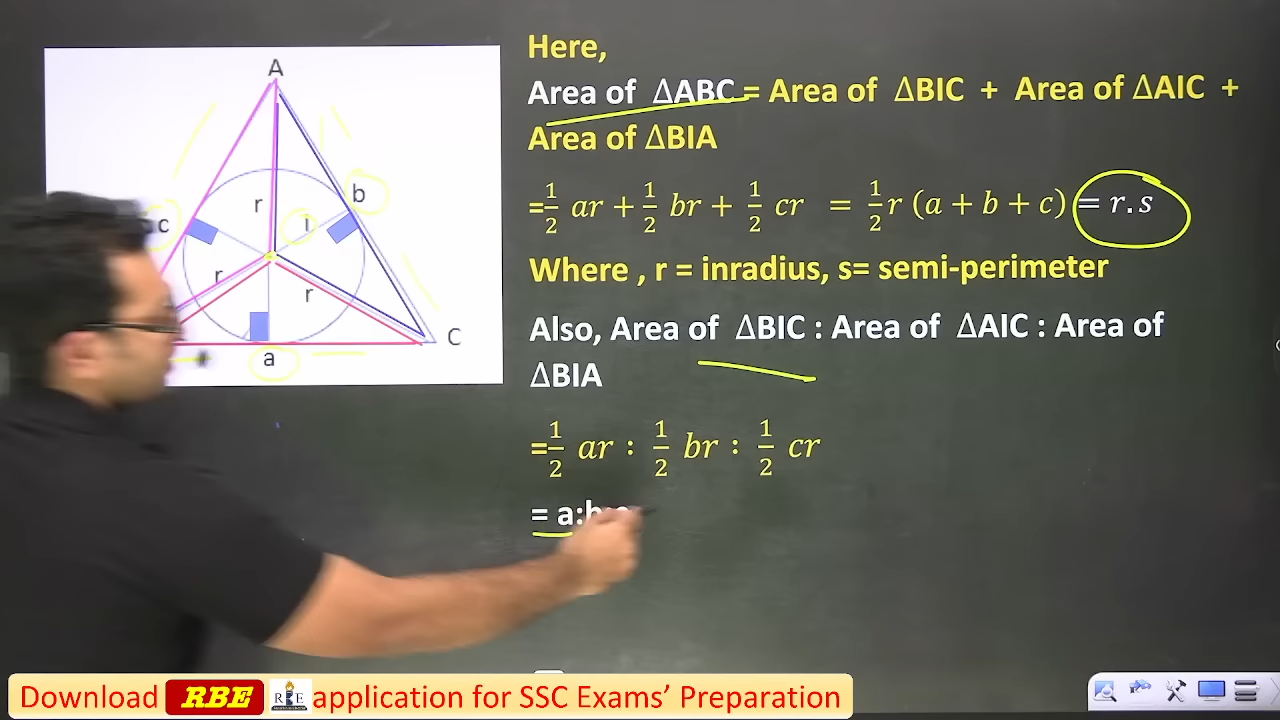 A
Here,
Area of ΔABC = Area of ΔBIC + Area of ΔAIC +
Area of ΔBIA
b
r
c
I
=1/2 ar + 1/2 br + 1/2 cr = 1/2 r (a + b + c) = r.s
r
r
Where , r = inradius, s= semi-perimeter
C
a
Also, Area of ΔBIC : Area of ΔAIC : Area of
ΔBIA
=1/2 ar : 1/2 br : 1/2 cr
= a:
Download RBE RBE application for SSC Exams’ Preparation